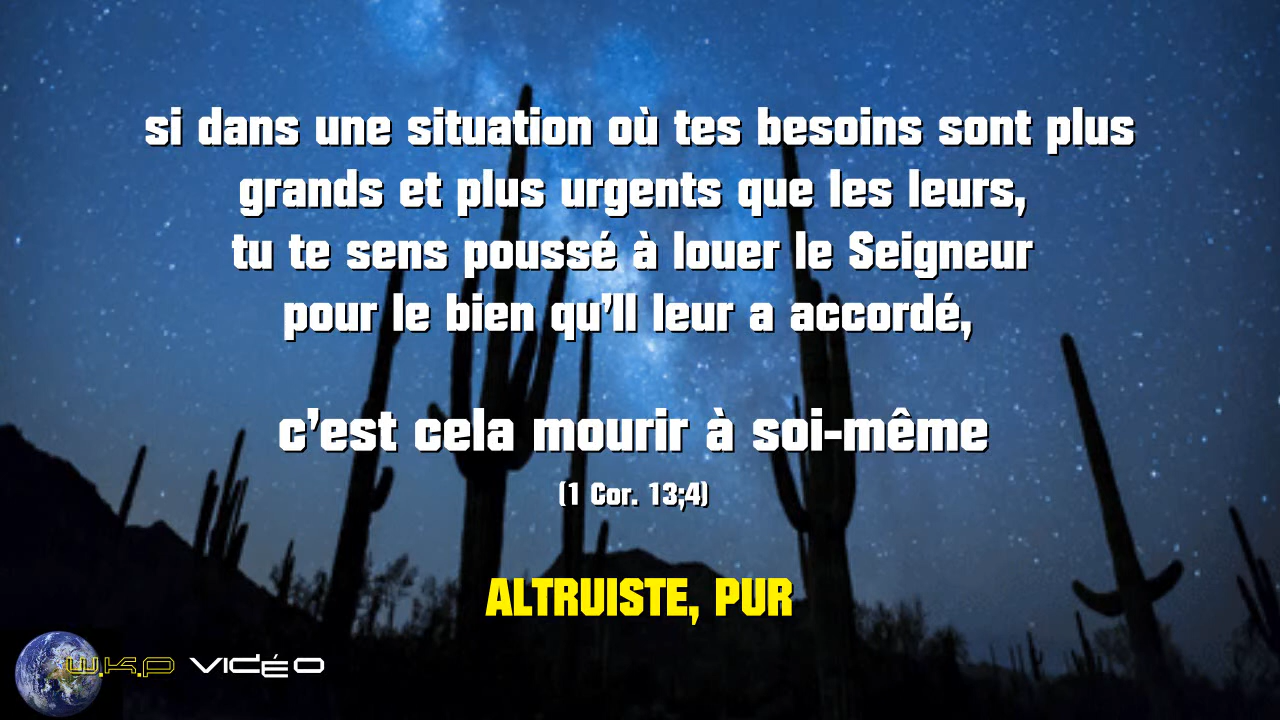 si dans une situation où tes besoins sont plus
grands et plus urgents que les leurs,
tu te sens poussé à louer le Seigneur
pour le bien qu'Il leur a accordé,
c'est cela mourir à soi-même
(1 Cor. 13;4)
ALTRUISTE, PUR
W.K.P VIDÉO